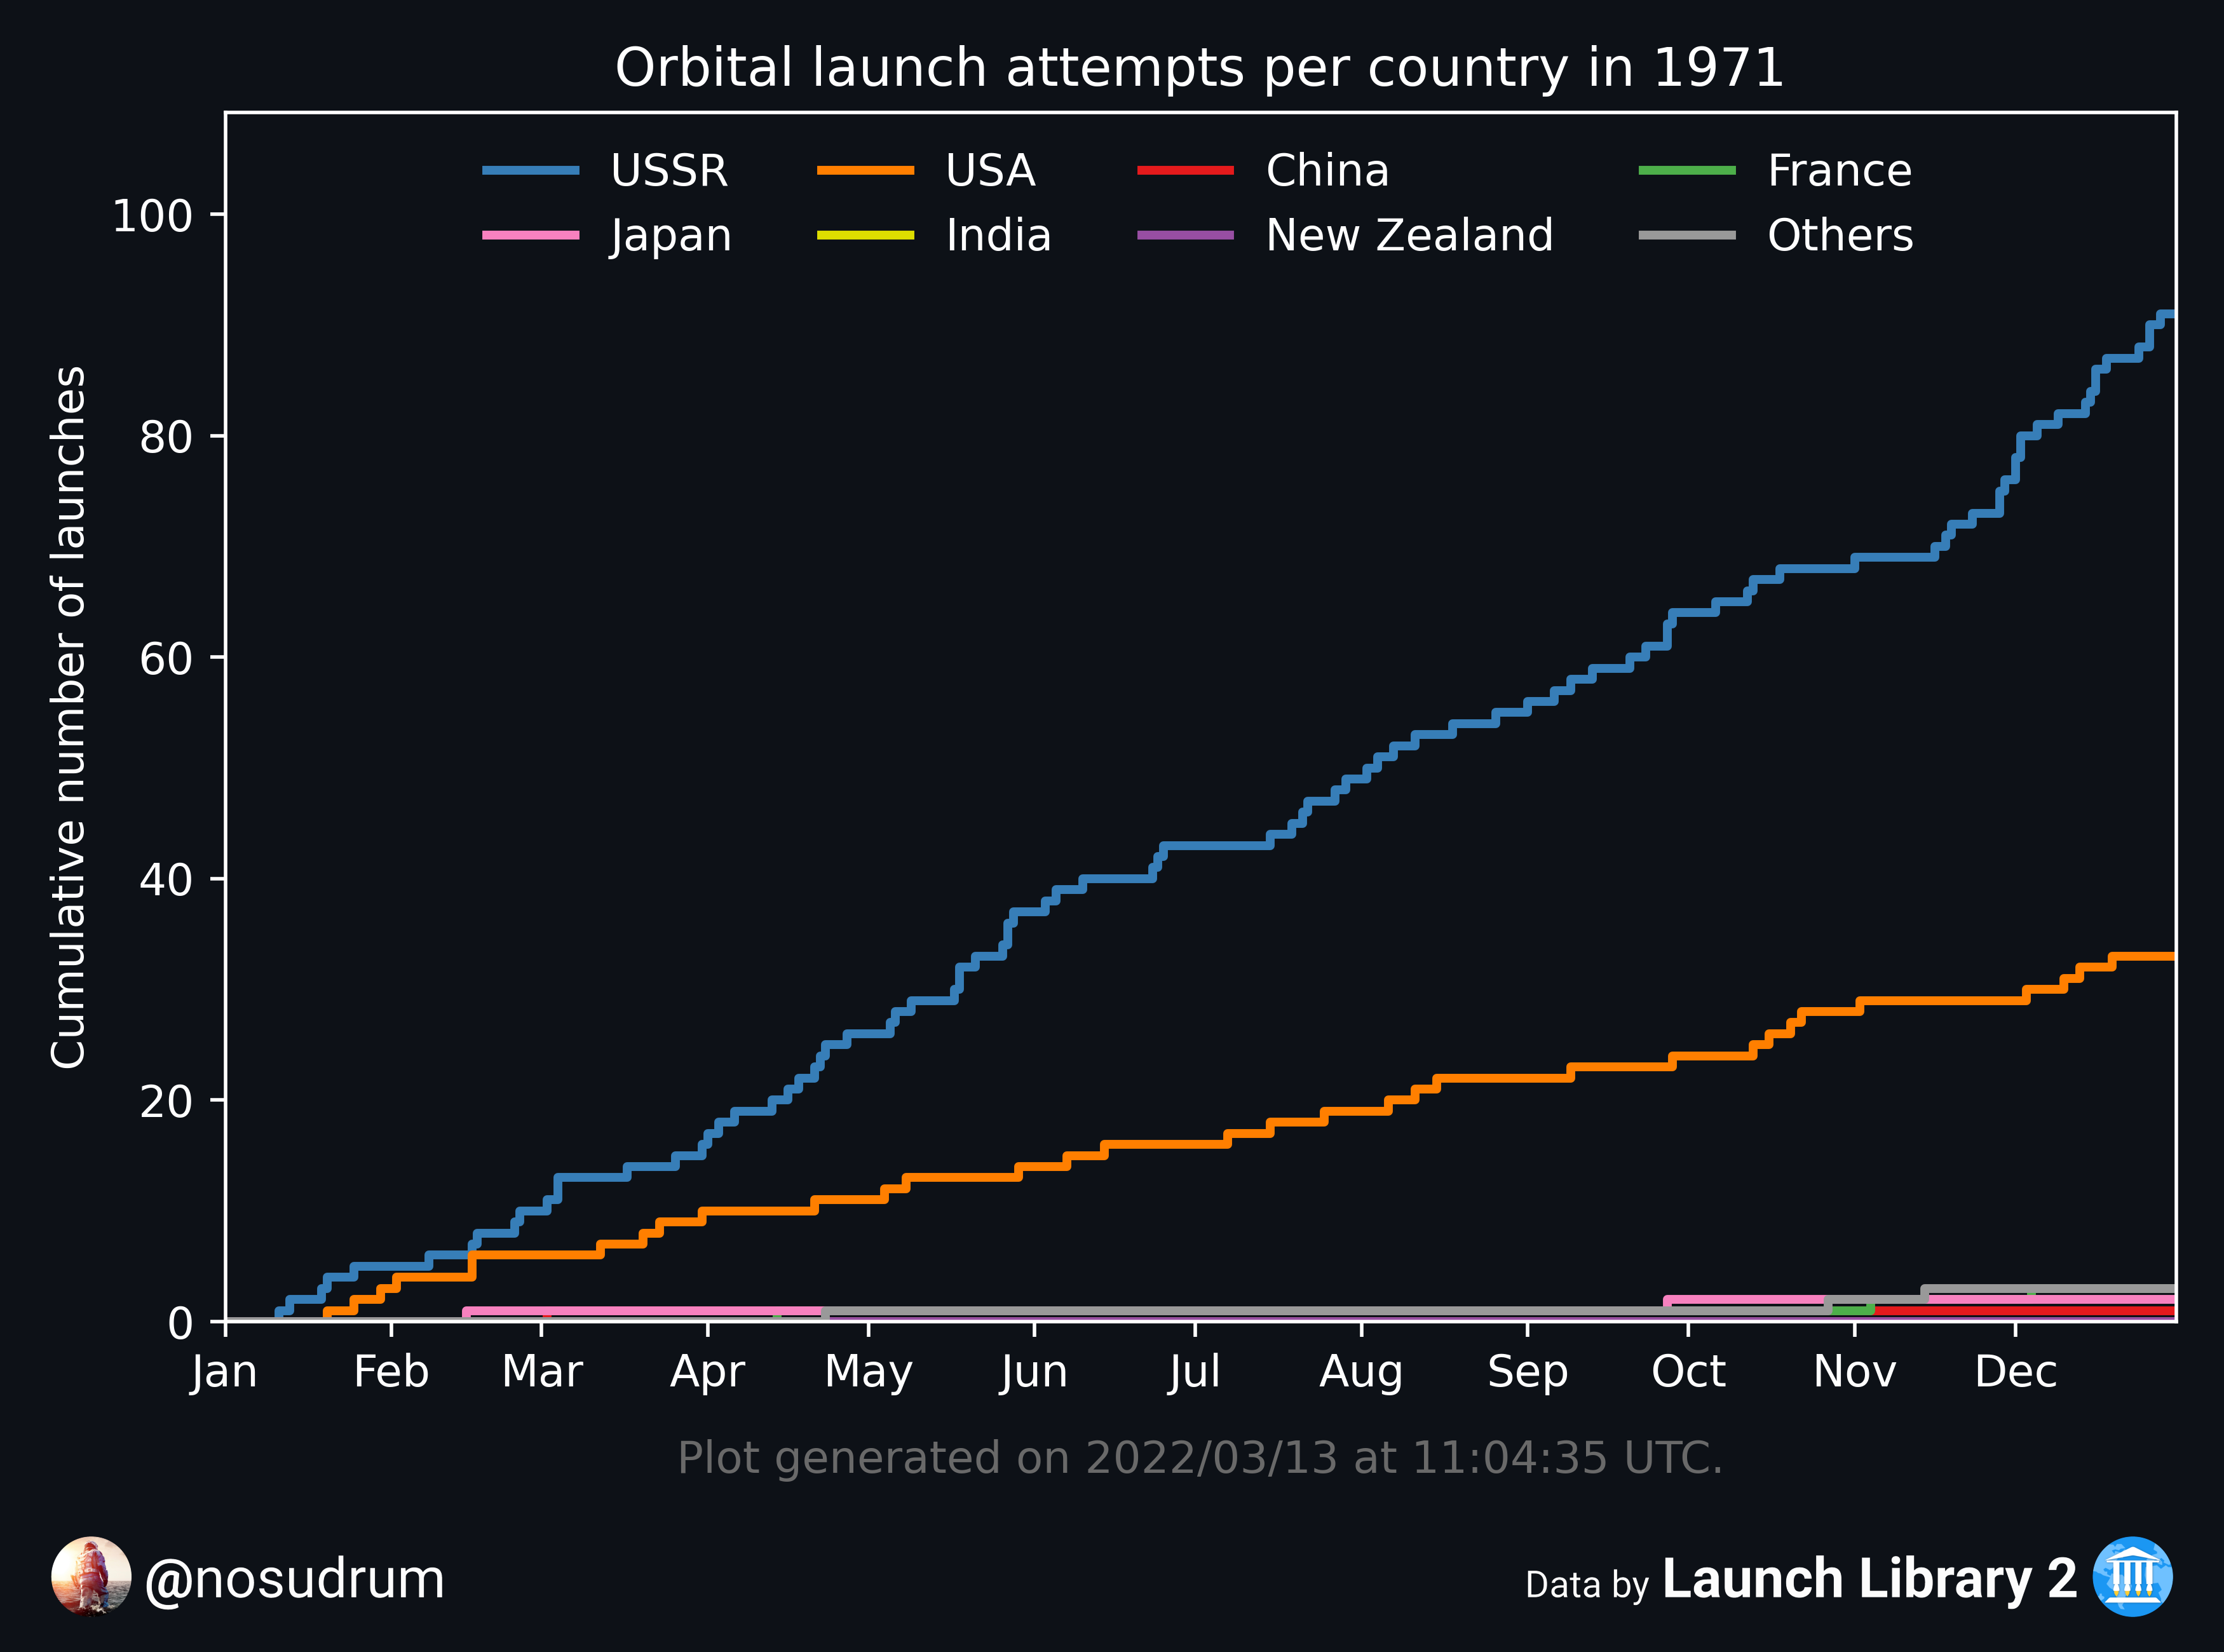 Orbital launch attempts per country in 1971
USSR USA China France
Japan India New Zealand Others
Cumulative number of launches
100
80
60
40
20
0
Jan Feb Mar Apr May Jun Jul Aug Sep Oct Nov Dec
Plot generated on 2022/03/13 at 11:04:35 UTC.
@nosudrum
Data by Launch Library 2